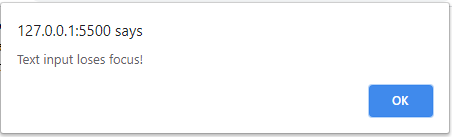 127.0.0.1:5500 says
Text input loses focus!
OK